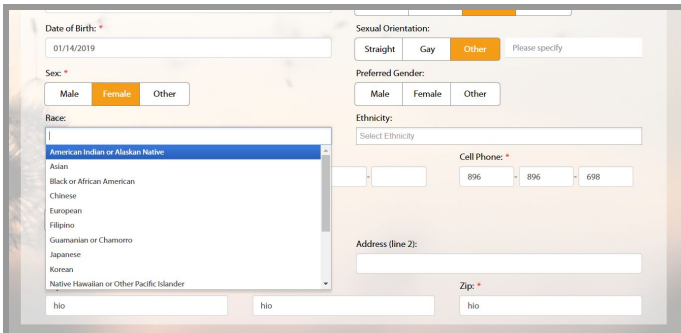 Date of Birth: *
Sexual Orientation:
01/14/2019
Straight Gay Other Please specify
Sex: *
Preferred Gender:
Male Female Other
Male Female Other
Race:
Ethnicity:
Select Ethnicity
American Indian or Alaskan Native
Asian
Black or African American
Chinese
European
Filipino
Guamanian or Chamorro
Japanese
Korean
Native Hawaiian or Other Pacific Islander
Cell Phone: *
- 896 - 896 - 698
Address (line 2):
Zip: *
hio hio hio